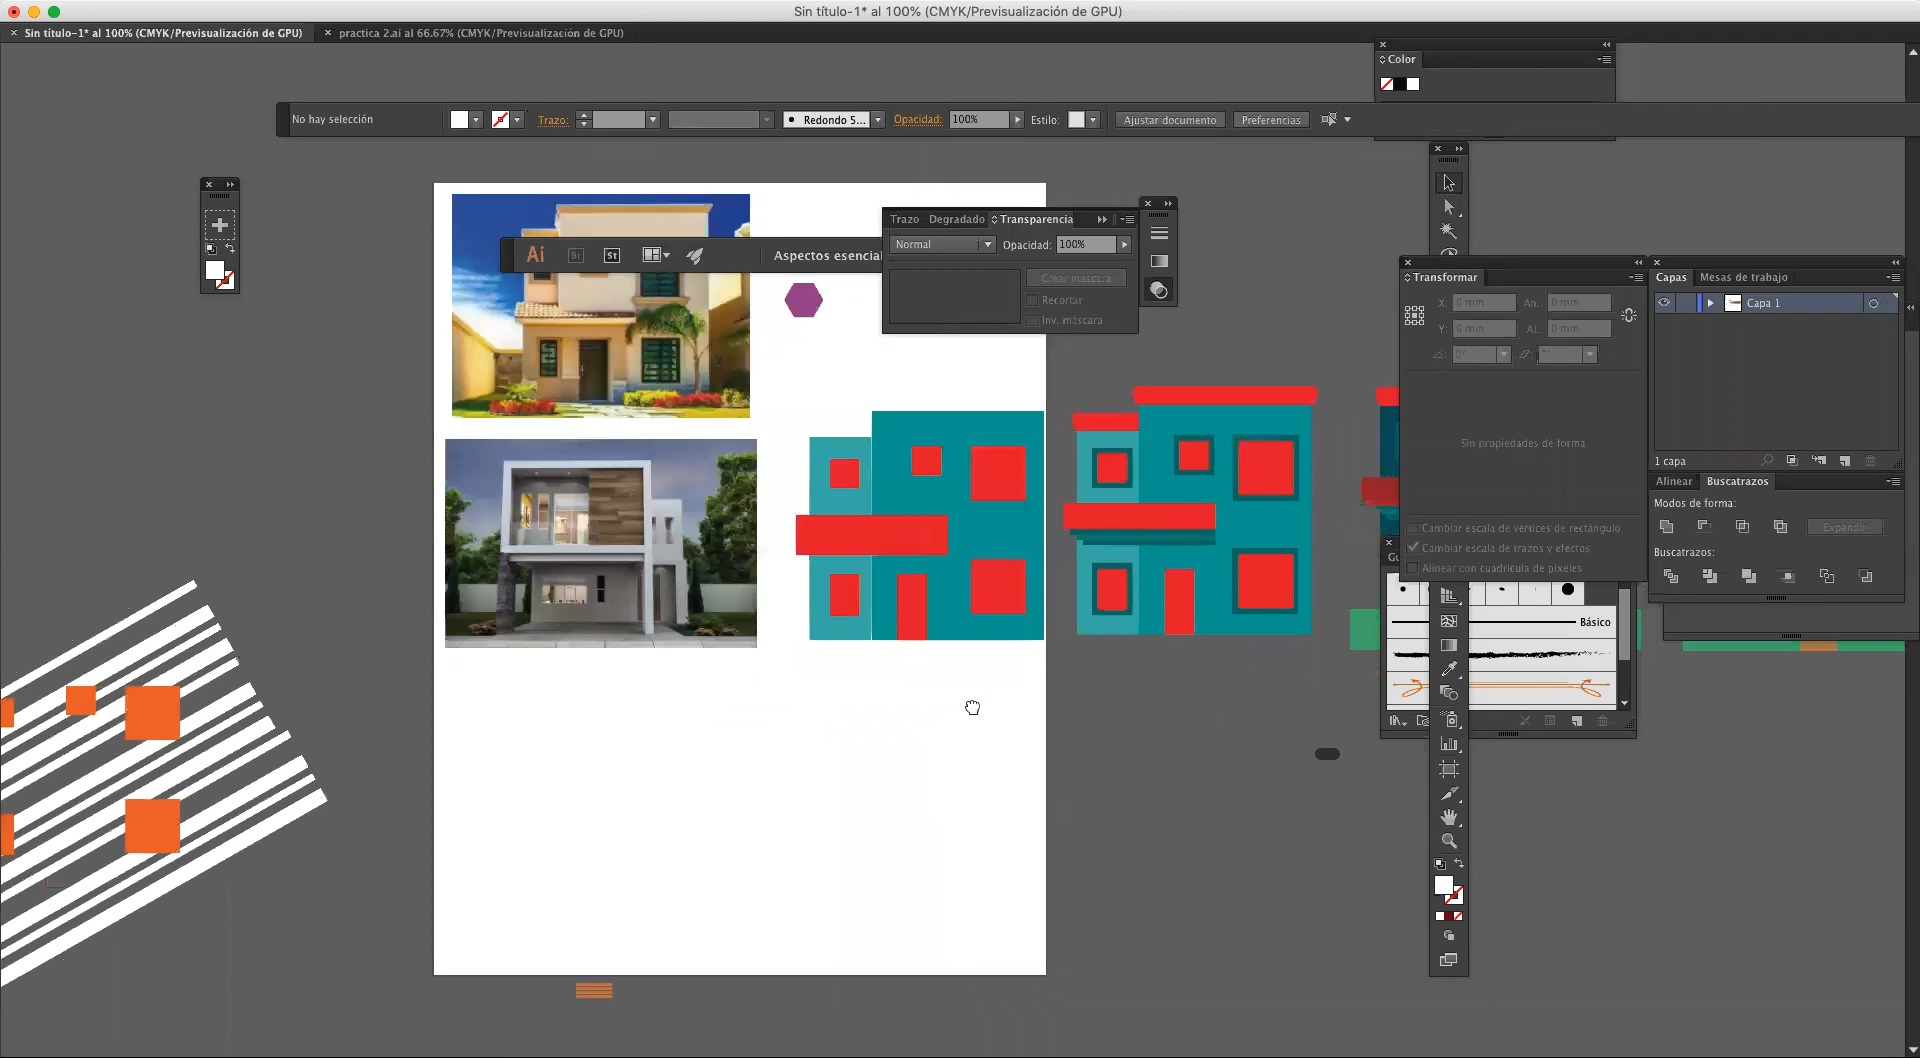 Sin título-1* al 100% (CMYK/Previsualización de GPU)
Sin título-1* al 100% (CMYK/Previsualización de GPU)
practica 2.ai al 66.67% (CMYK/Previsualización de GPU)
Color
No hay selección
Trazo:
Redondo 5...
Opacidad:
100%
Estilo:
Ajustar documento
Preferencias
Trazo
Degradado
Transparencia
Normal
Opacidad:
100%
Crear máscara
Recortar
Inv. máscara
Ai
Br
St
Aspectos esencial
Transformar
X:
0 mm
An.:
0 mm
Y:
0 mm
Al.:
0 mm
0°
Sin propiedades de forma
Cambiar escala de vértices de rectángulo
Cambiar escala de trazos y efectos
Alinear con cuadrícula de píxeles
Capas
Mesas de trabajo
Capa 1
1 capa
Alinear
Buscatrazos
Modos de forma:
Expandir
Buscatrazos:
Básico